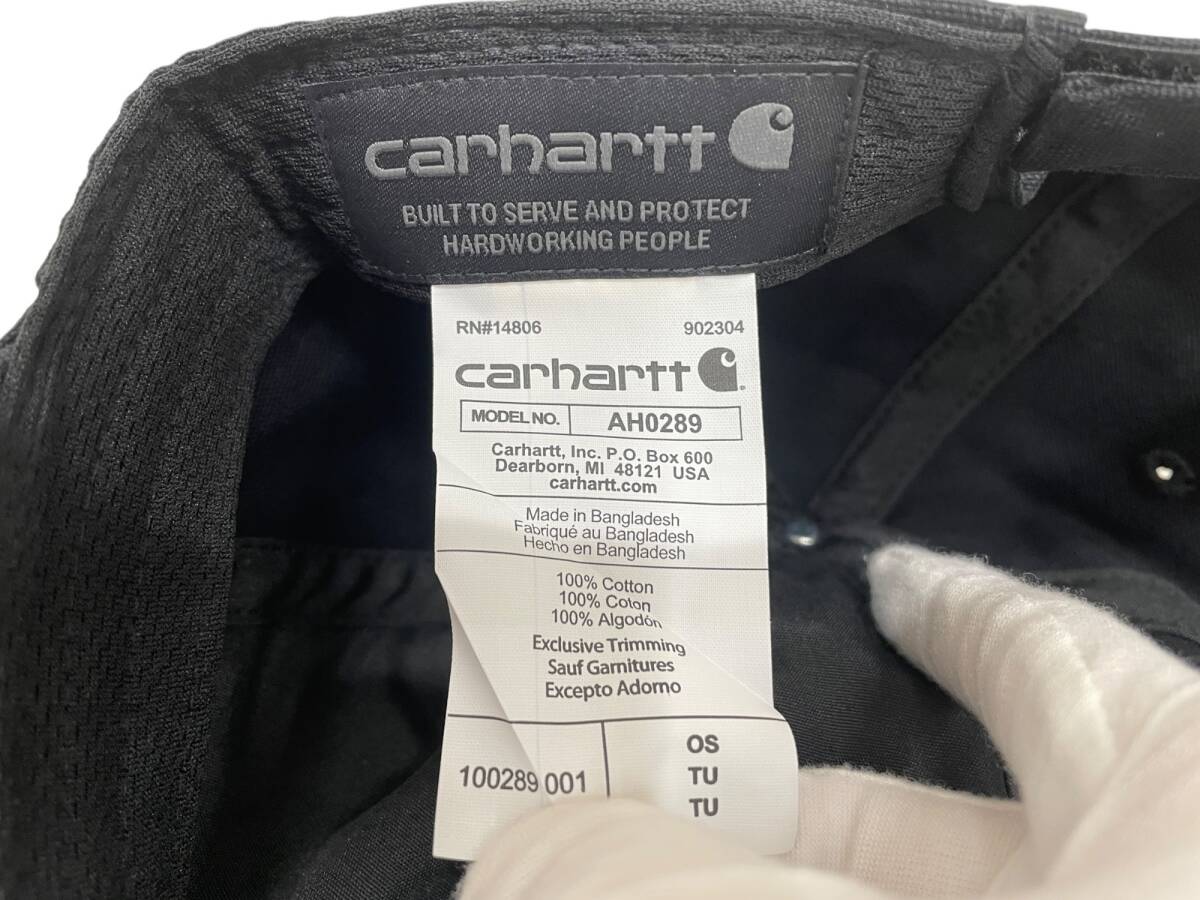 carhartt
BUILT TO SERVE AND PROTECT
HARDWORKING PEOPLE
RN#14806 902304
carhartt
MODEL NO. AH0289
Carhartt, Inc. P.O. Box 600
Dearborn, MI 48121 USA
carhartt.com
Made in Bangladesh
Fabriqué au Bangladesh
Hecho en Bangladesh
100% Cotton
100% Coton
100% Algodón
Exclusive Trimming
Sauf Garnitures
Excepto Adorno
100289 001
OS
TU
TU